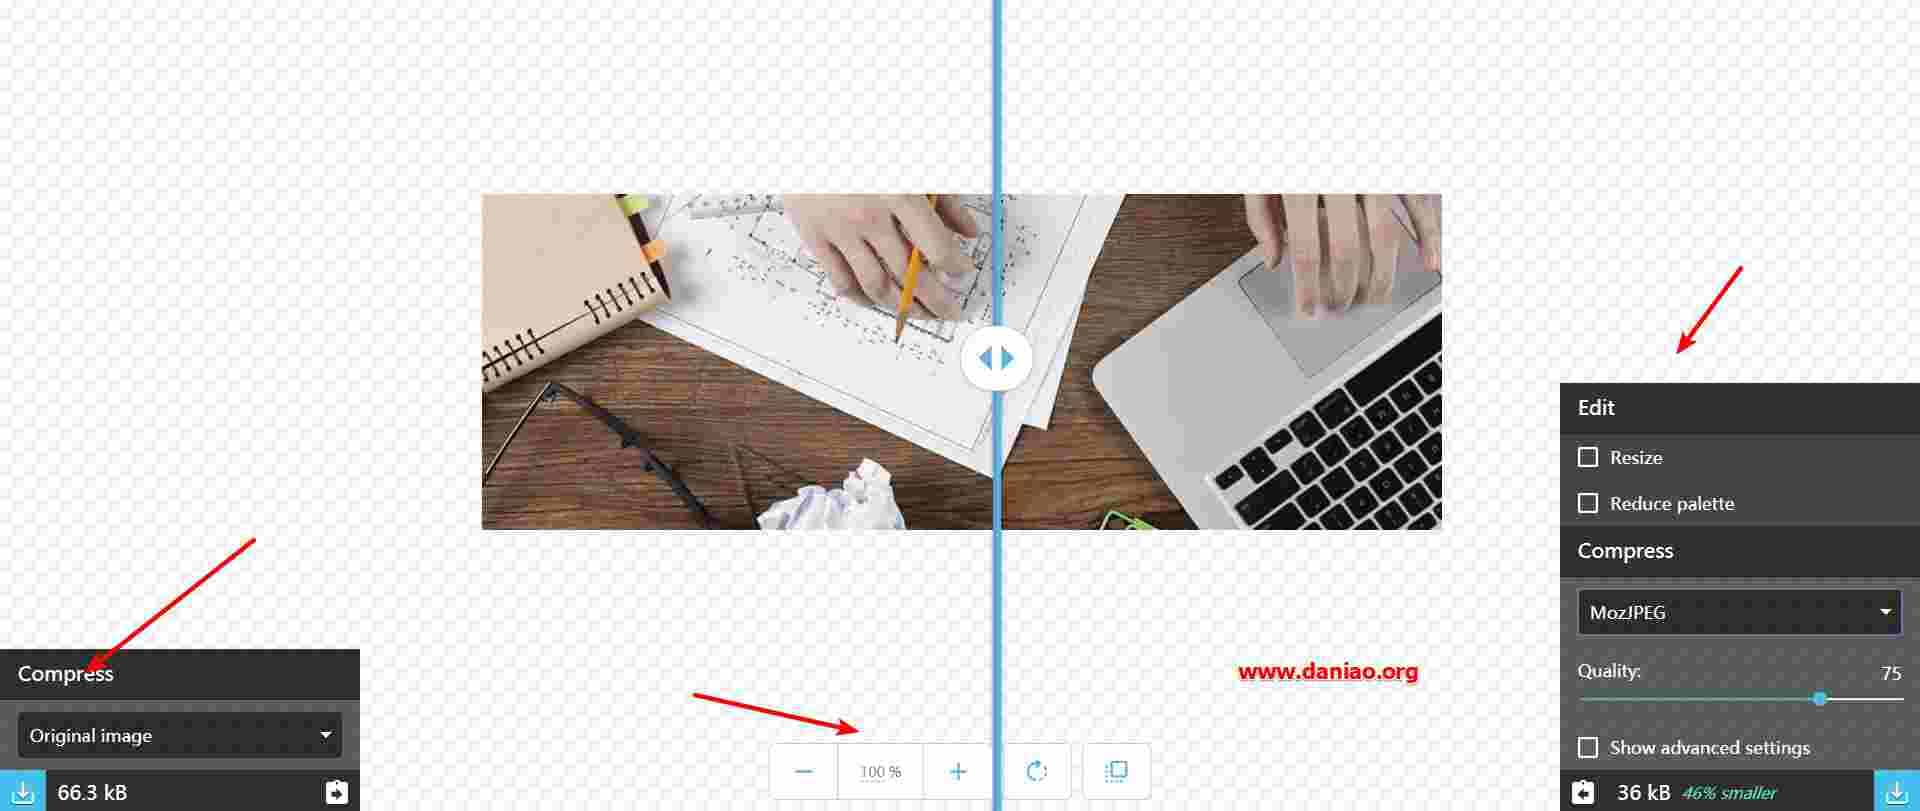 Edit
Resize
Reduce palette
Compress
MozJPEG
Quality:
75
Show advanced settings
36 kB 46% smaller
Compress
Original image
66.3 kB
100 %
www.daniao.org